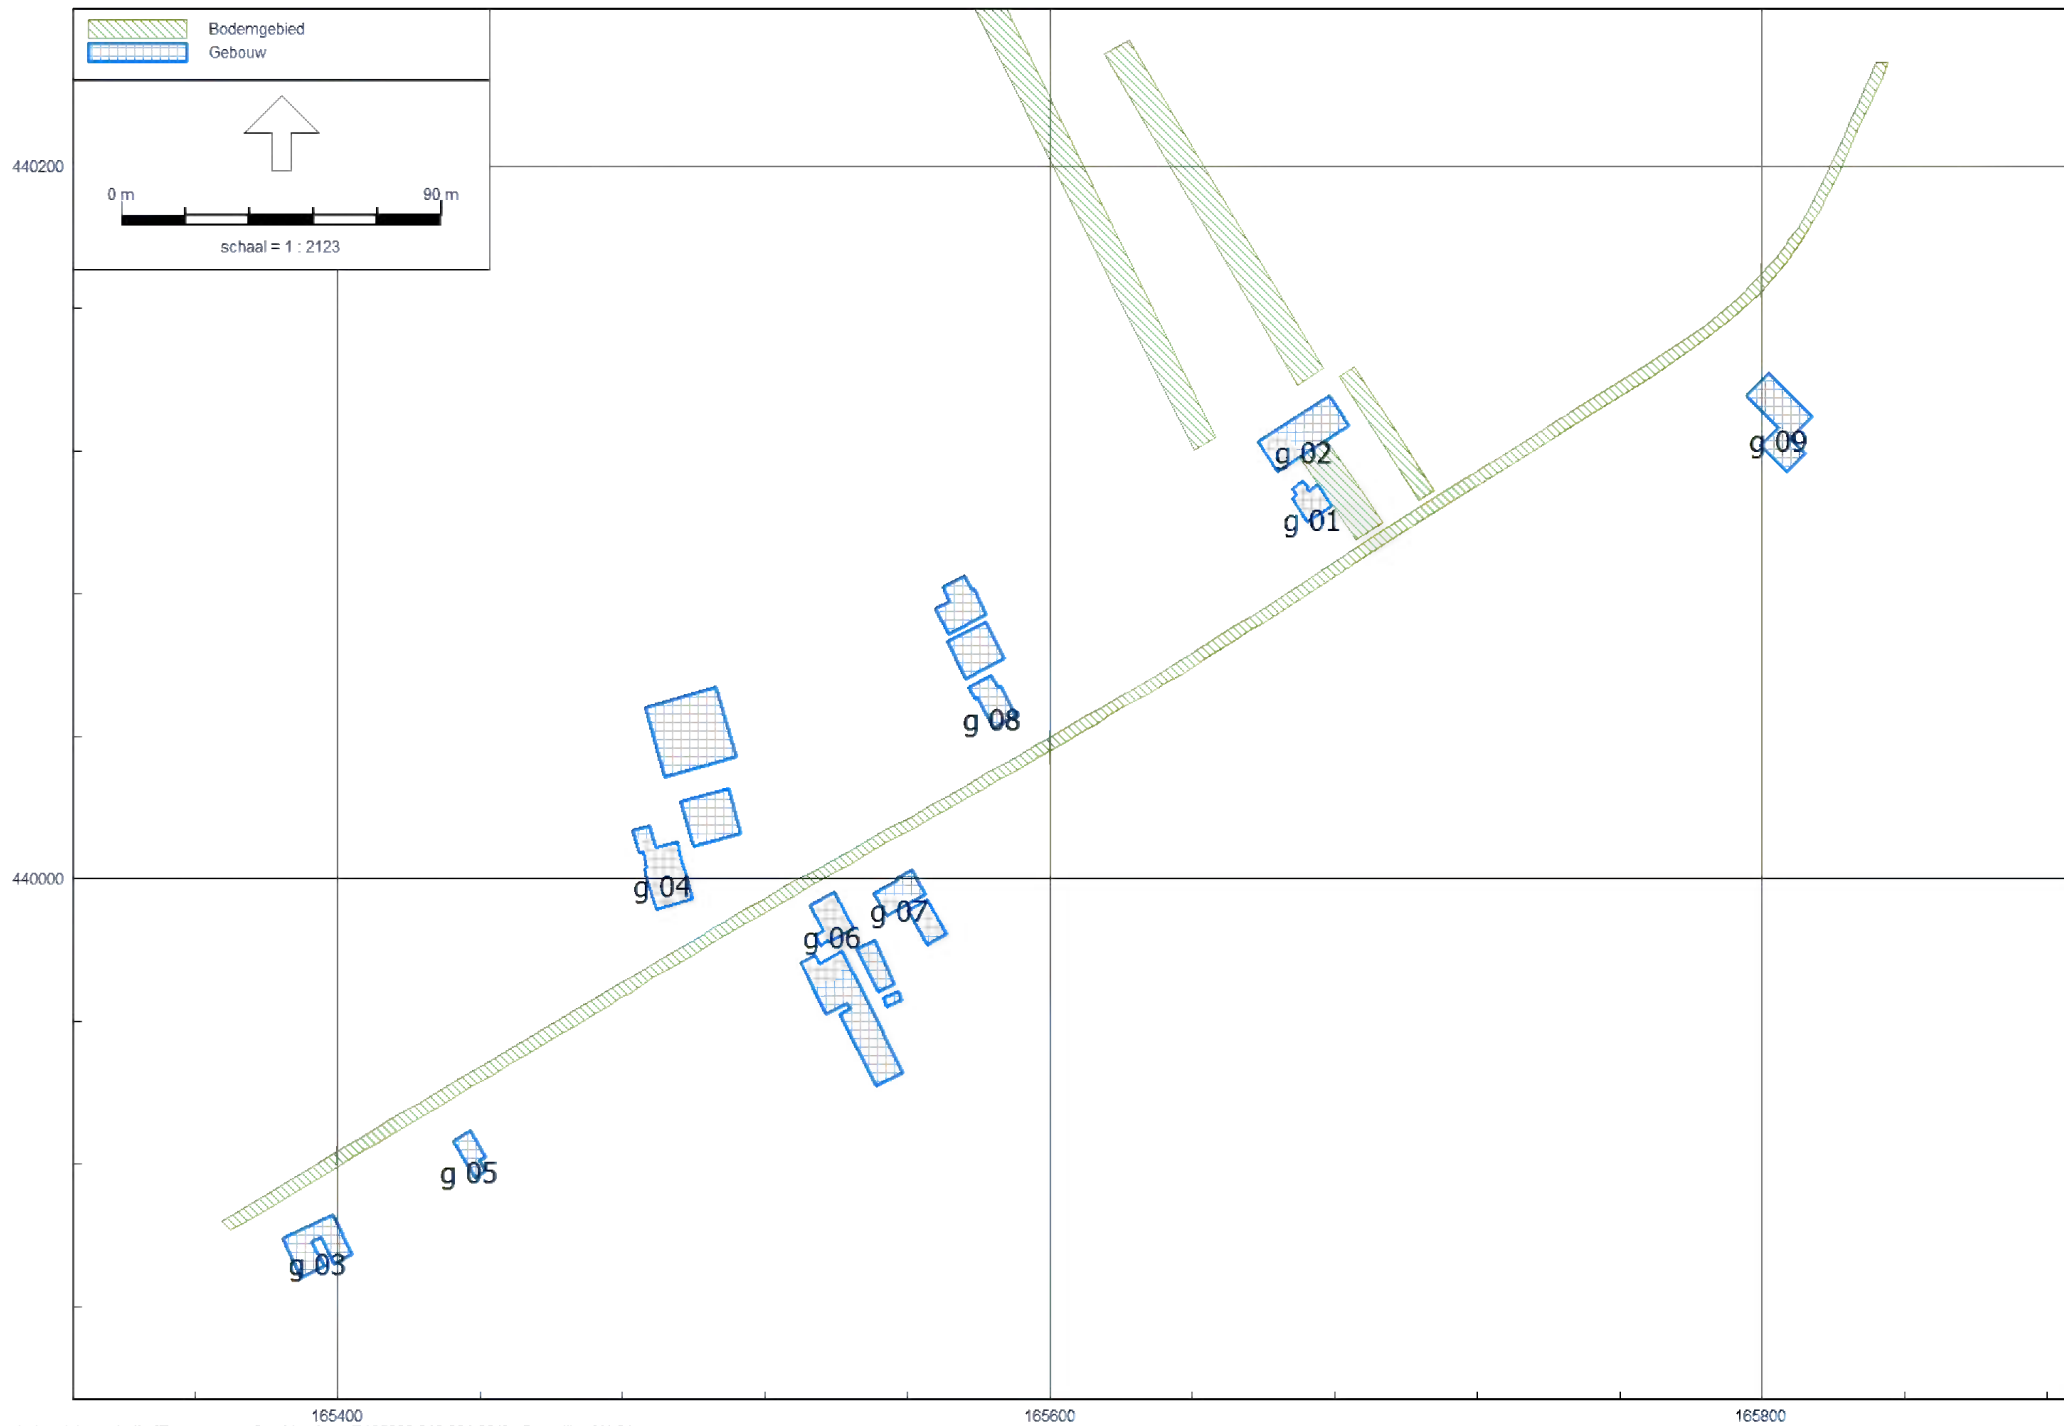 Bodemgebied
Gebouw
0 m 90 m
schaal = 1 : 2123
440200
g 02
g 09
g 01
g 08
440000
g 04
g 07
g 06
g 05
g 03
165400 165600 165800